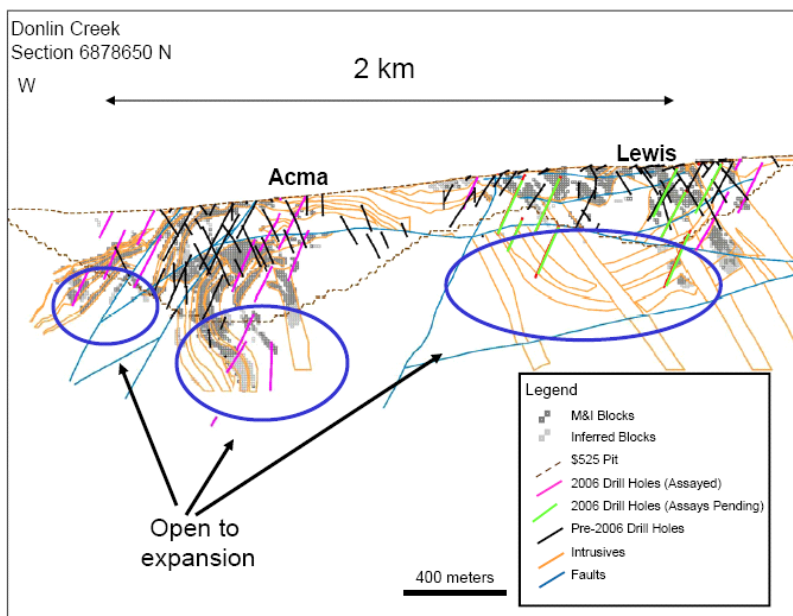 Donlin Creek
Section 6878650 N
W
2 km
Acma
Lewis
Open to
expansion
400 meters
Legend
M&I Blocks
Inferred Blocks
$525 Pit
2006 Drill Holes (Assayed)
2006 Drill Holes (Assays Pending)
Pre-2006 Drill Holes
Intrusives
Faults